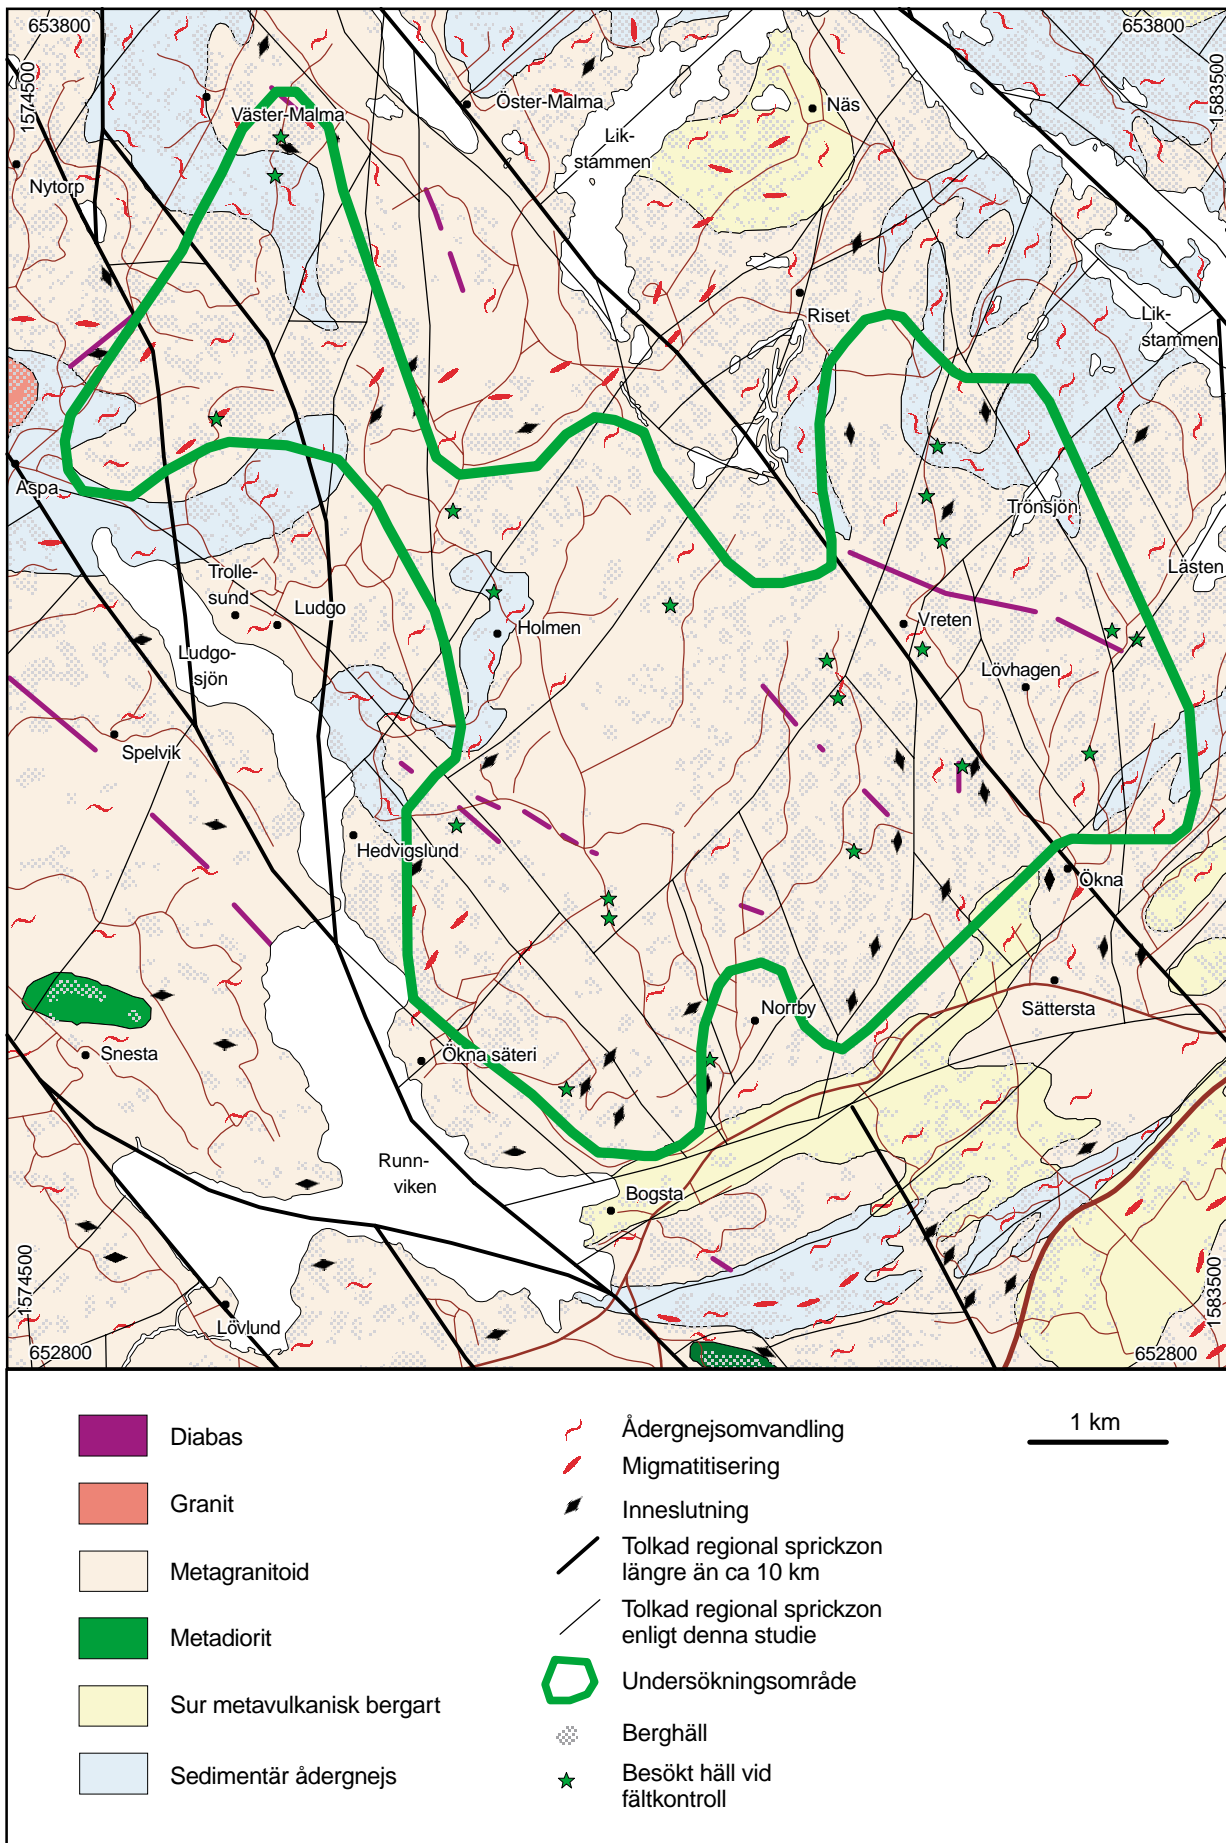 653800
653800
1574500
1583500
Väster-Malma
Öster-Malma
Näs
Lik-
stammen
Nytorp
Riset
Lik-
stammen
Aspa
Trönsjön
Lästen
Trolle-
sund
Ludgo
Holmen
Vreten
Ludgo-
sjön
Lövhagen
Spelvik
Hedvigslund
Ökna
Norrby
Sättersta
Snesta
Ökna säteri
Runn-
viken
Bogsta
1574500
1583500
Lövlund
652800
652800
Diabas
Granit
Metagranitoid
Metadiorit
Sur metavulkanisk bergart
Sedimentär ådergnejs
Ådergnejsomvandling
Migmatitisering
Inneslutning
Tolkad regional sprickzon
längre än ca 10 km
Tolkad regional sprickzon
enligt denna studie
Undersökningsområde
Berghäll
Besökt häll vid
fältkontroll
1 km